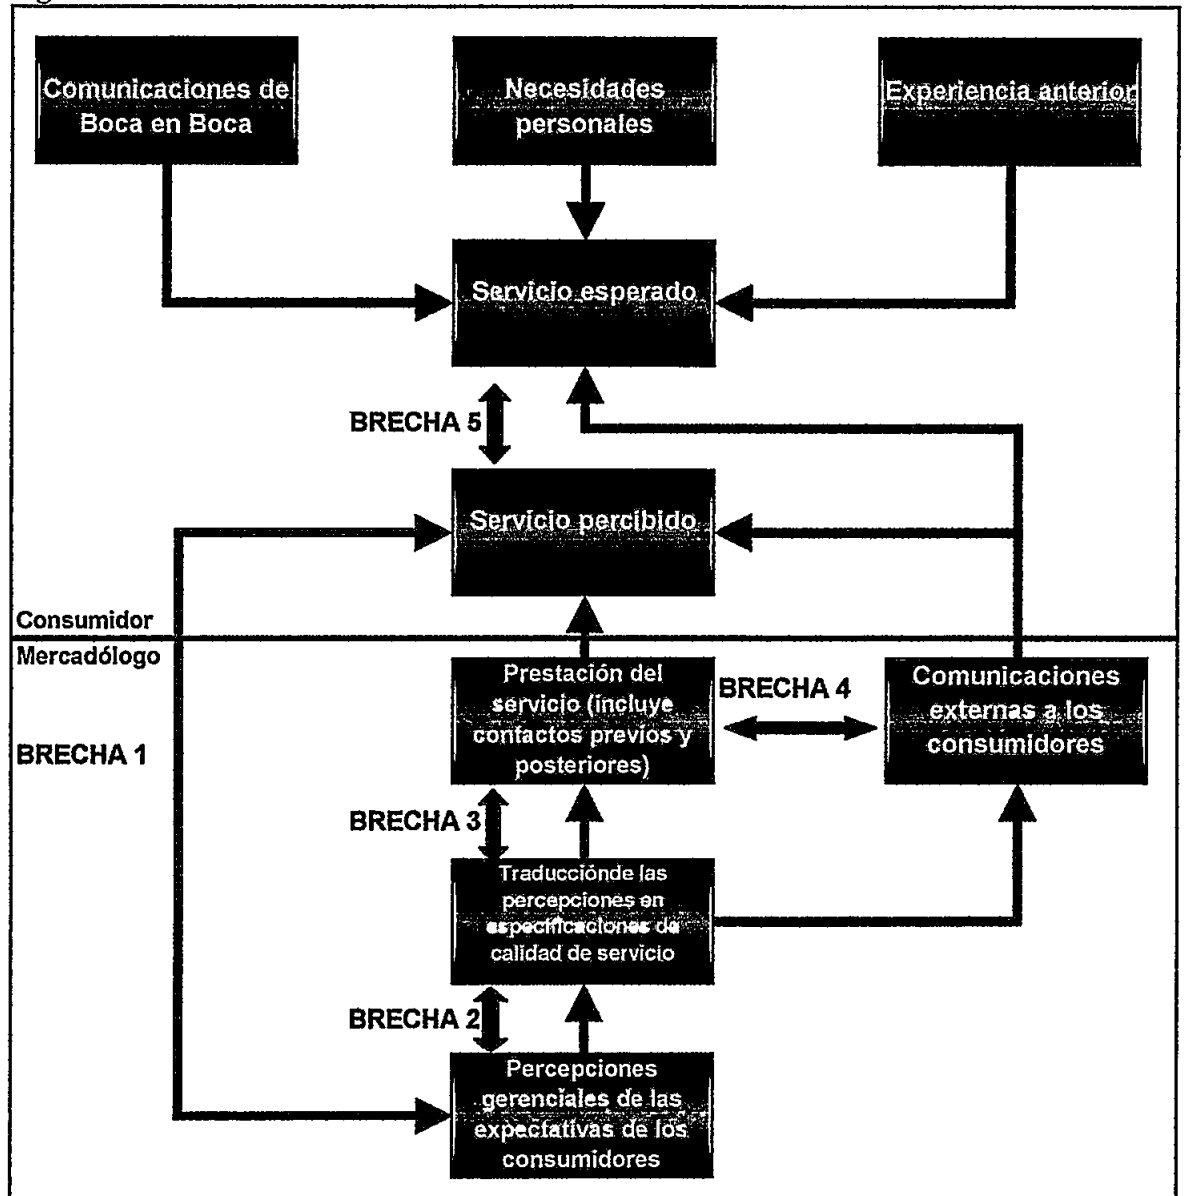 Comunicaciones de
Boca en Boca
Necesidades
personales
Experiencia anterior
Servicio esperado
BRECHA 5
Servicio percibido
Consumidor
Mercadólogo
BRECHA 1
Prestación del
servicio (incluye
contactos previos y
posteriores)
BRECHA 4
Comunicaciones
externas a los
consumidores
BRECHA 3
Traducciónde las
percepciones en
especificaciones de
calidad de servicio
BRECHA 2
Percepciones
gerenciales de las
expectativas de los
consumidores